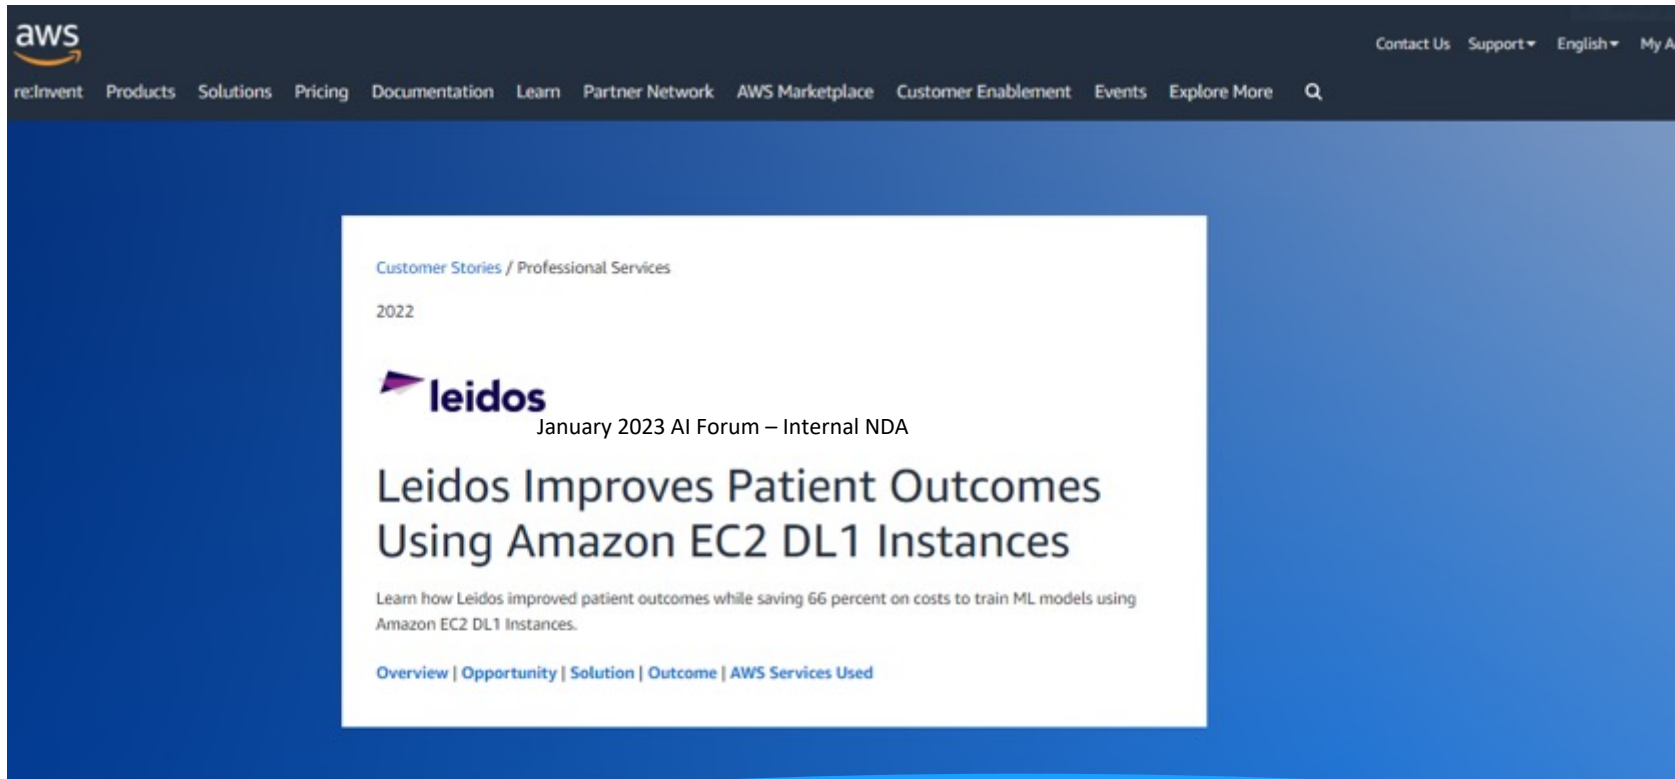 aws
Contact Us Support English My A
re:Invent Products Solutions Pricing Documentation Learn Partner Network AWS Marketplace Customer Enablement Events Explore More
Customer Stories / Professional Services
2022
leidos
January 2023 AI Forum – Internal NDA
Leidos Improves Patient Outcomes
Using Amazon EC2 DL1 Instances
Learn how Leidos improved patient outcomes while saving 66 percent on costs to train ML models using
Amazon EC2 DL1 Instances.
Overview | Opportunity | Solution | Outcome | AWS Services Used